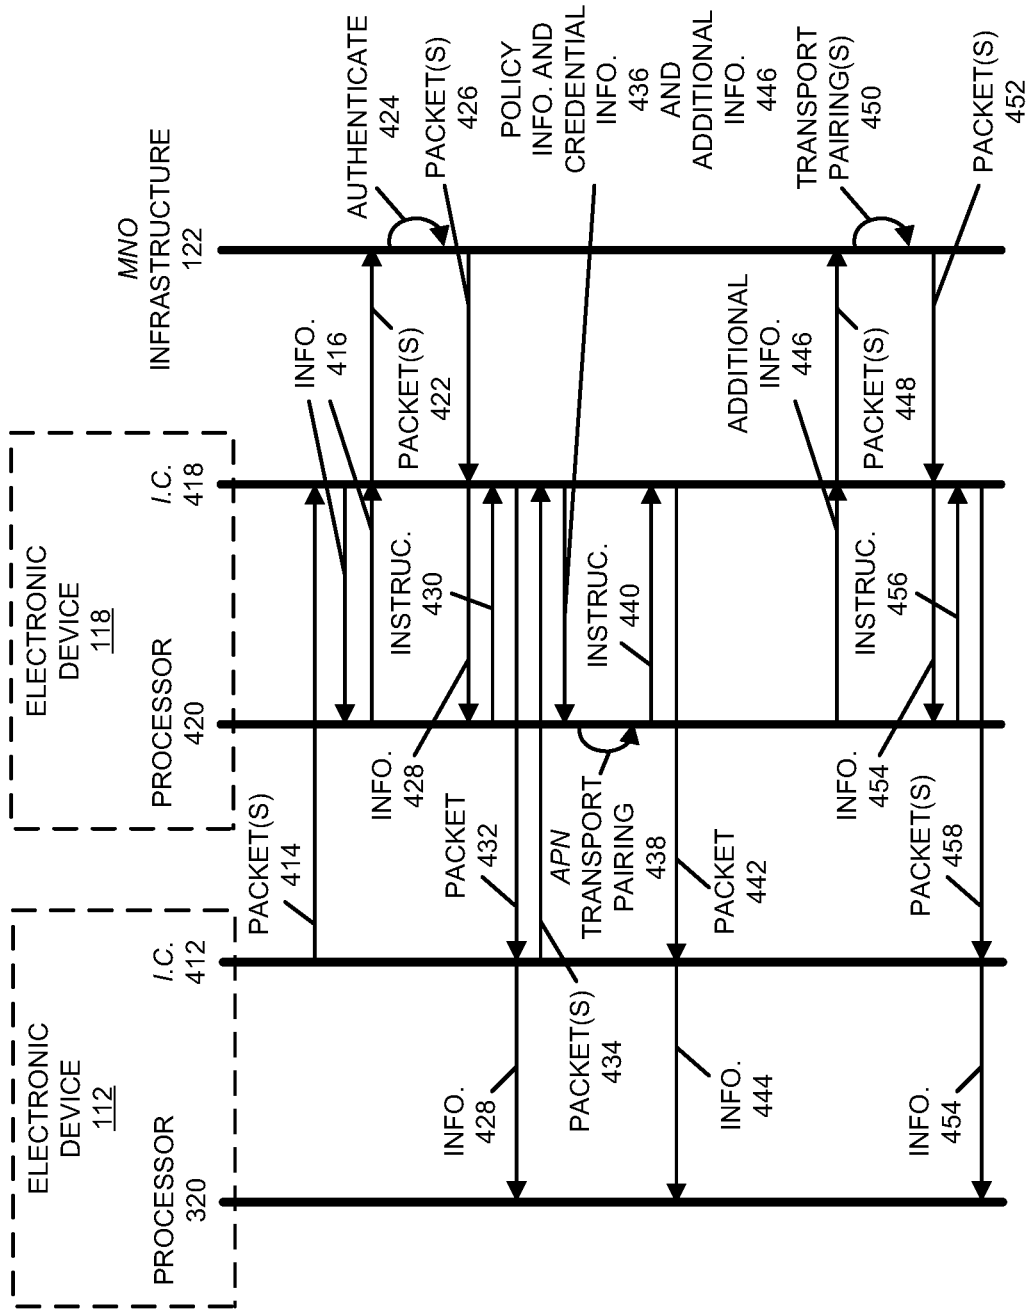 ELECTRONIC
DEVICE
112
PROCESSOR
320
I.C.
412
ELECTRONIC
DEVICE
118
PROCESSOR
420
I.C.
418
MNO
INFRASTRUCTURE
122
PACKET(S)
414
INFO.
416
PACKET(S)
422
AUTHENTICATE
424
PACKET(S)
426
INFO.
428
INSTRUC.
430
PACKET
432
INFO.
428
PACKET(S)
434
POLICY
INFO. AND
CREDENTIAL
INFO.
436
AND
ADDITIONAL
INFO.
446
APN
TRANSPORT
PAIRING
438
INSTRUC.
440
PACKET
442
INFO.
444
ADDITIONAL
INFO.
446
PACKET(S)
448
TRANSPORT
PAIRING(S)
450
PACKET(S)
452
INFO.
454
INSTRUC.
456
PACKET(S)
458
INFO.
454